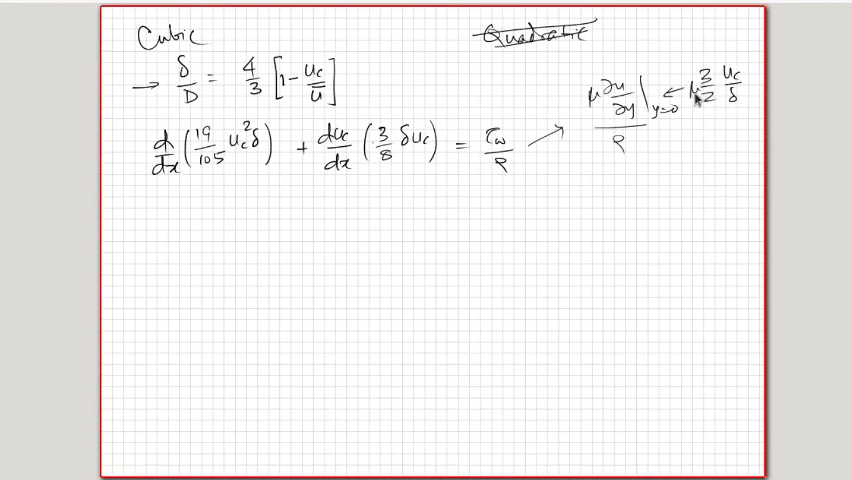 Cubic Quadratic
→ δ/D = 4/3 [1 - u_c/ū]
d/dx (19/105 u_c² δ) + du_c/dx (3/8 δ u_c) = τ_w/ρ → μ ∂u/∂y |_{y=0} / ρ ← μ 3/2 u_c/δ